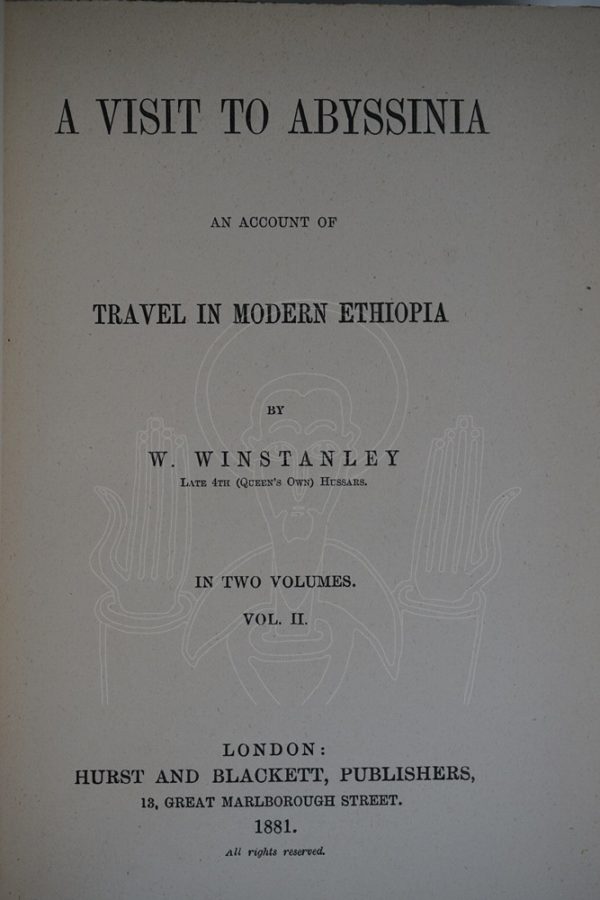 A VISIT TO ABYSSINIA
AN ACCOUNT OF
TRAVEL IN MODERN ETHIOPIA
BY
W. WINSTANLEY
LATE 4TH (QUEEN'S OWN) HUSSARS.
IN TWO VOLUMES.
VOL. II.
LONDON:
HURST AND BLACKETT, PUBLISHERS,
13, GREAT MARLBOROUGH STREET.
1881.
All rights reserved.